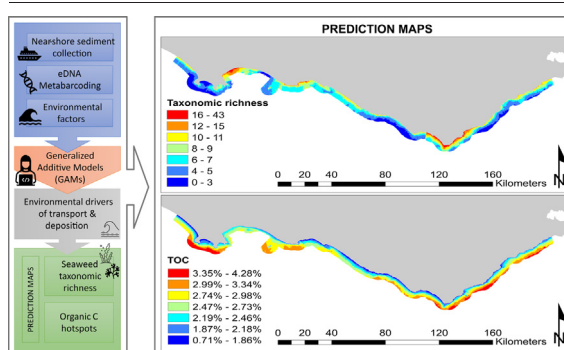 Near-shore sediment
collection
eDNA
Metabarcoding
Environmental
factors
Generalized
Additive Models
(GAMs)
Environmental drivers
of transport &
deposition
PREDICTION MAPS
Seaweed
taxonomic
richness
Organic C
hotspots
PREDICTION MAPS
Taxonomic richness
16 - 43
12 - 15
10 - 11
8 - 9
6 - 7
4 - 5
0 - 3
0 40 80 120 160
Kilometers
N
TOC
3.35% - 4.28%
2.99% - 3.34%
2.74% - 2.98%
2.47% - 2.73%
2.19% - 2.46%
1.87% - 2.18%
0.71% - 1.86%
0 40 80 120 160
Kilometers
N